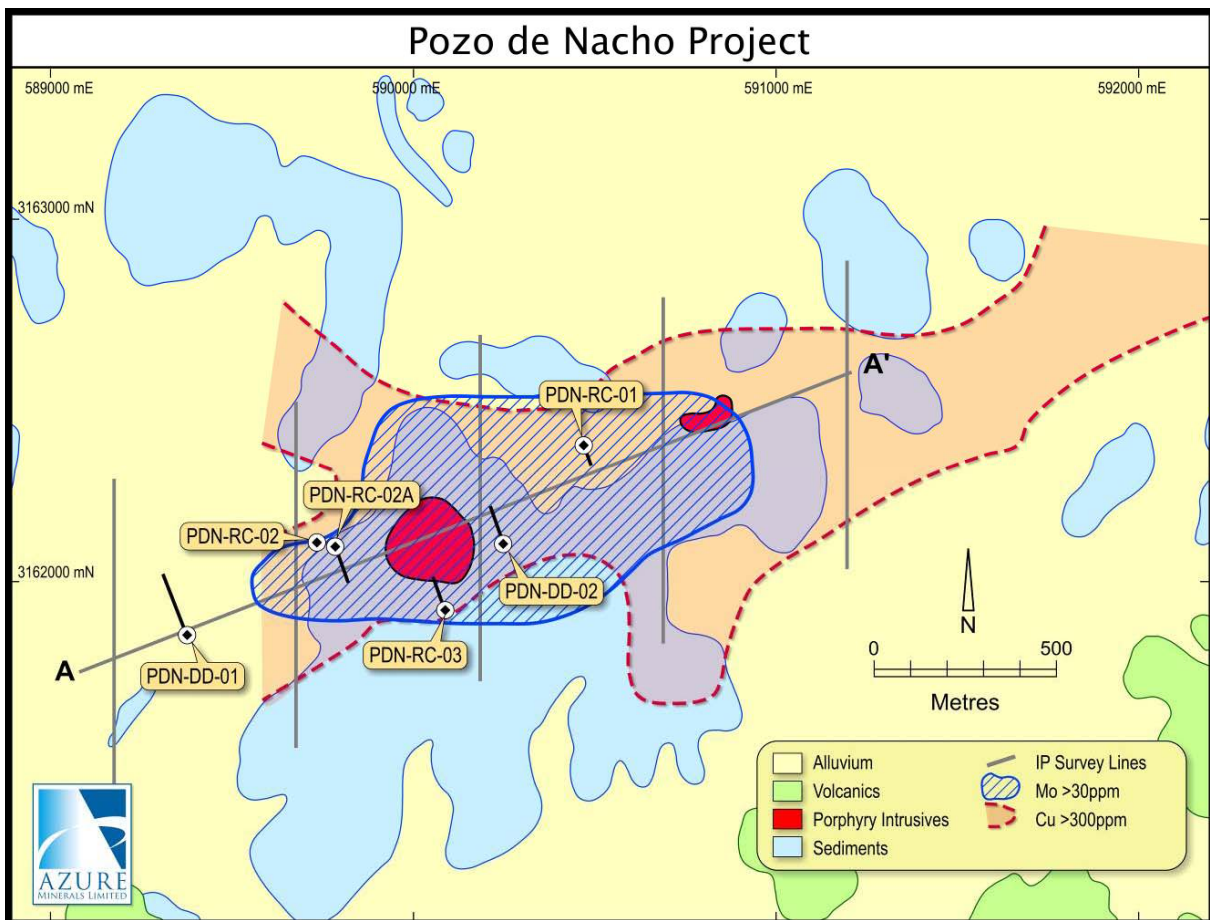 Pozo de Nacho Project
589000 mE
590000 mE
591000 mE
592000 mE
3163000 mN
A'
PDN-RC-01
PDN-RC-02A
PDN-RC-02
3162000 mN
PDN-DD-02
PDN-RC-03
A
PDN-DD-01
N
0 500
Metres
Alluvium
Volcanics
Porphyry Intrusives
Sediments
IP Survey Lines
Mo >30ppm
Cu >300ppm
AZURE
MINERALS LIMITED